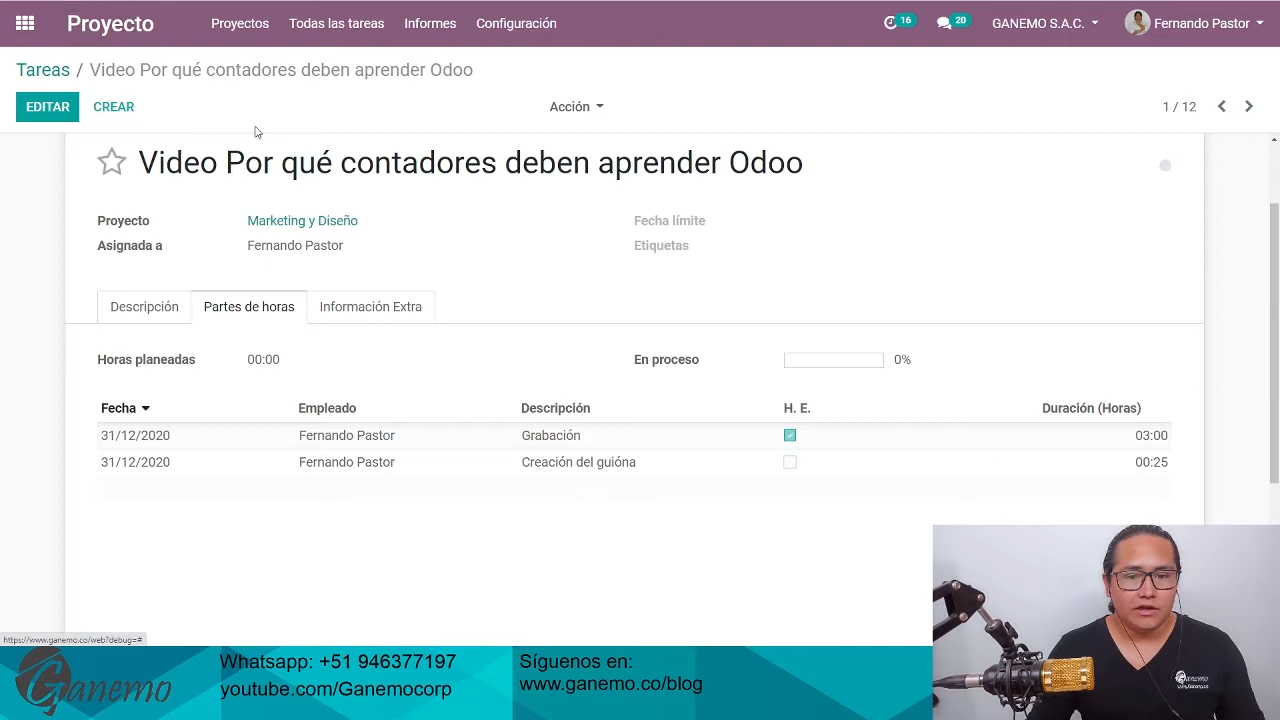 Proyecto Proyectos Todas las tareas Informes Configuración 16 20 GANEMO S.A.C. Fernando Pastor
Tareas / Video Por qué contadores deben aprender Odoo
EDITAR CREAR Acción 1 / 12
Video Por qué contadores deben aprender Odoo
Proyecto Marketing y Diseño Fecha límite
Asignada a Fernando Pastor Etiquetas
Descripción Partes de horas Información Extra
Horas planeadas 00:00 En proceso 0%
Fecha Empleado Descripción H. E. Duración (Horas)
31/12/2020 Fernando Pastor Grabación 03:00
31/12/2020 Fernando Pastor Creación del guióna 00:25
https://www.ganemo.co/web?debug=#
Ganemo
Whatsapp: +51 946377197
youtube.com/Ganemocorp
Síguenos en:
www.ganemo.co/blog